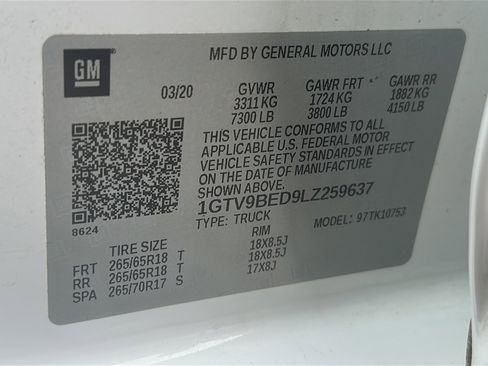 GM
MFD BY GENERAL MOTORS LLC
03/20 GVWR GAWR FRT GAWR RR
3311 KG 1724 KG 1882 KG
7300 LB 3800 LB 4150 LB
THIS VEHICLE CONFORMS TO ALL
APPLICABLE U.S. FEDERAL MOTOR
VEHICLE SAFETY STANDARDS IN EFFECT
ON THE DATE OF MANUFACTURE
SHOWN ABOVE.
1GTV9BED9LZ259637
8624 TYPE: TRUCK MODEL: 97TK10753
TIRE SIZE RIM
FRT 265/65R18 T 18X8.5J
RR 265/65R18 T 18X8.5J
SPA 265/70R17 S 17X8J